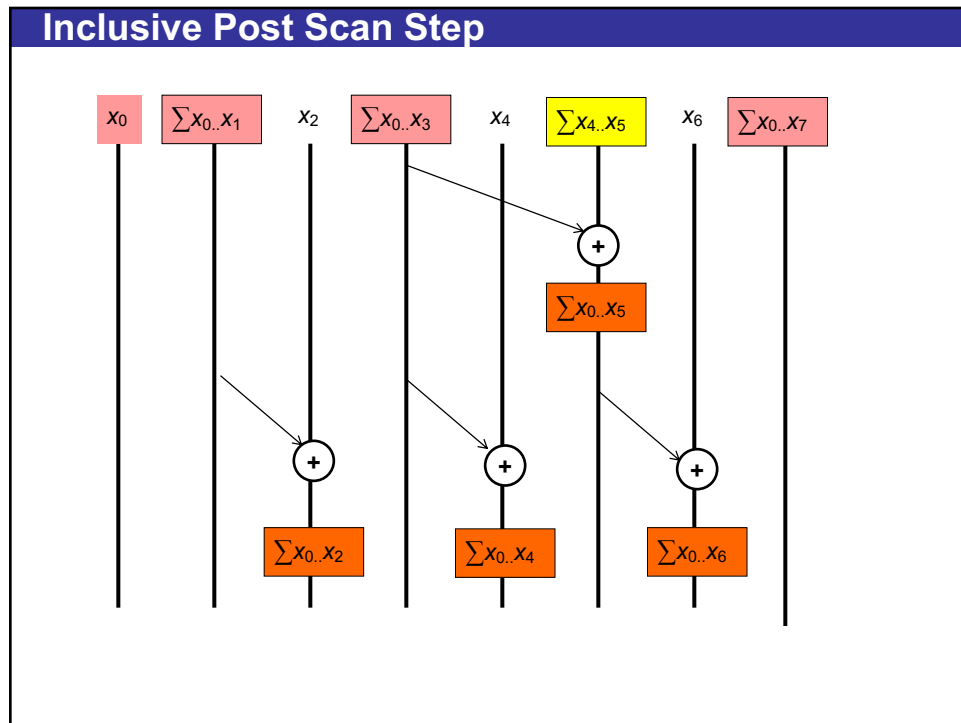 Inclusive Post Scan Step
x₀ ∑x₀..x₁ x₂ ∑x₀..x₃ x₄ ∑x₄..x₅ x₆ ∑x₀..x₇
+
∑x₀..x₅
+ + +
∑x₀..x₂ ∑x₀..x₄ ∑x₀..x₆